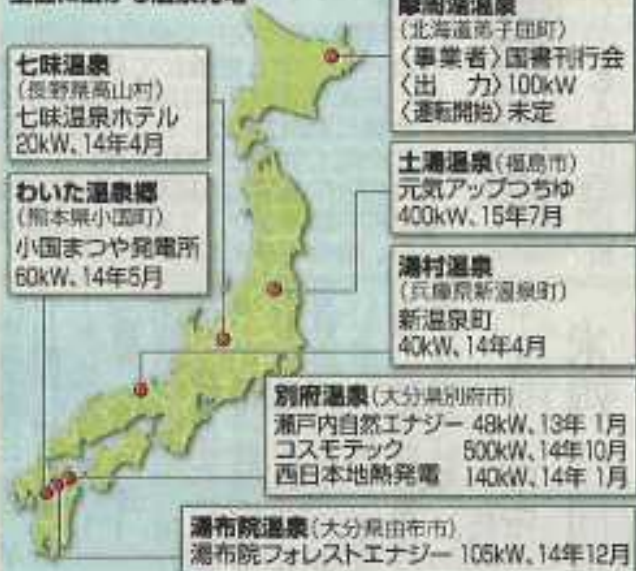 摩周湖温泉
(北海道弟子屈町)
〈事業者〉国書刊行会
〈出　力〉100kW
〈運転開始〉未定
七味温泉
(長野県高山村)
七味温泉ホテル
20kW、14年4月
わいた温泉郷
(熊本県小国町)
小国まつや発電所
60kW、14年5月
土湯温泉(福島市)
元気アップつちゆ
400kW、15年7月
湯村温泉
(兵庫県新温泉町)
新温泉町
40kW、14年4月
別府温泉(大分県別府市)
瀬戸内自然エナジー 48kW、13年 1月
コスモテック 500kW、14年10月
西日本地熱発電 140kW、14年 1月
湯布院温泉(大分県由布市)
湯布院フォレストエナジー 105kW、14年12月